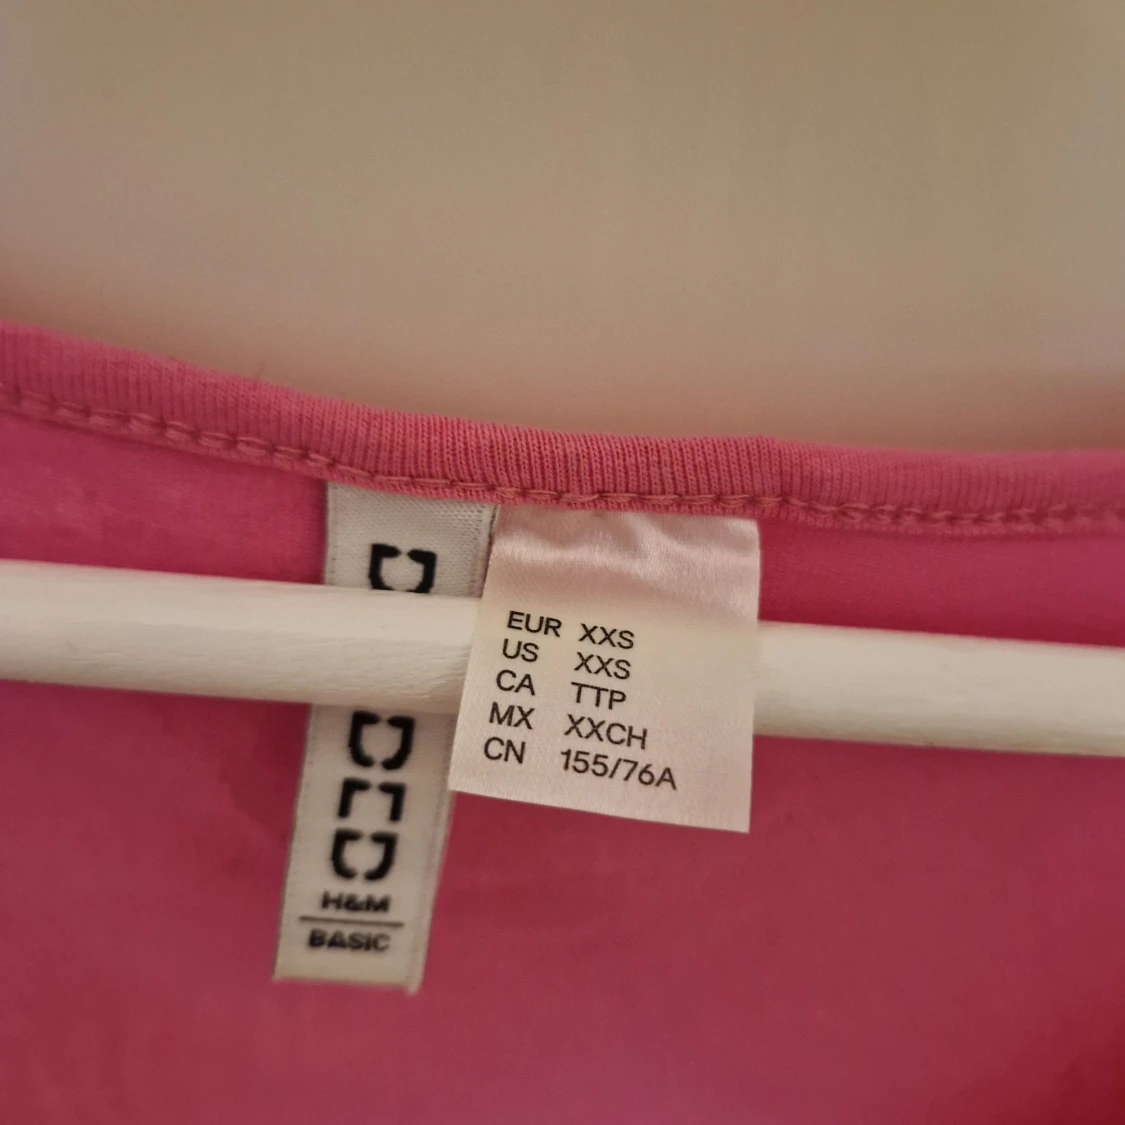 EUR XXS
US XXS
CA TTP
MX XXCH
CN 155/76A
H&M
BASIC